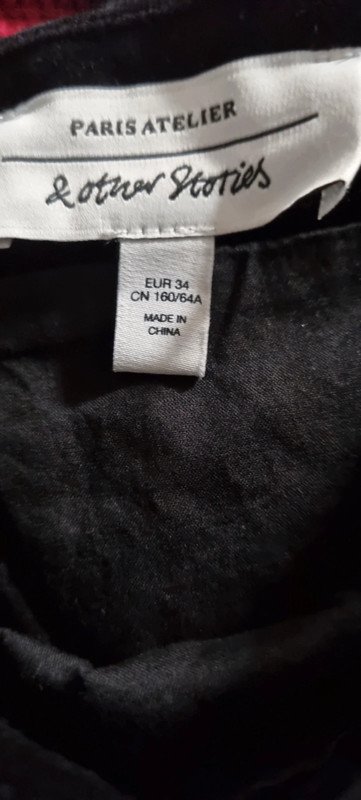 PARIS ATELIER
& other Stories
EUR 34
CN 160/64A
MADE IN
CHINA